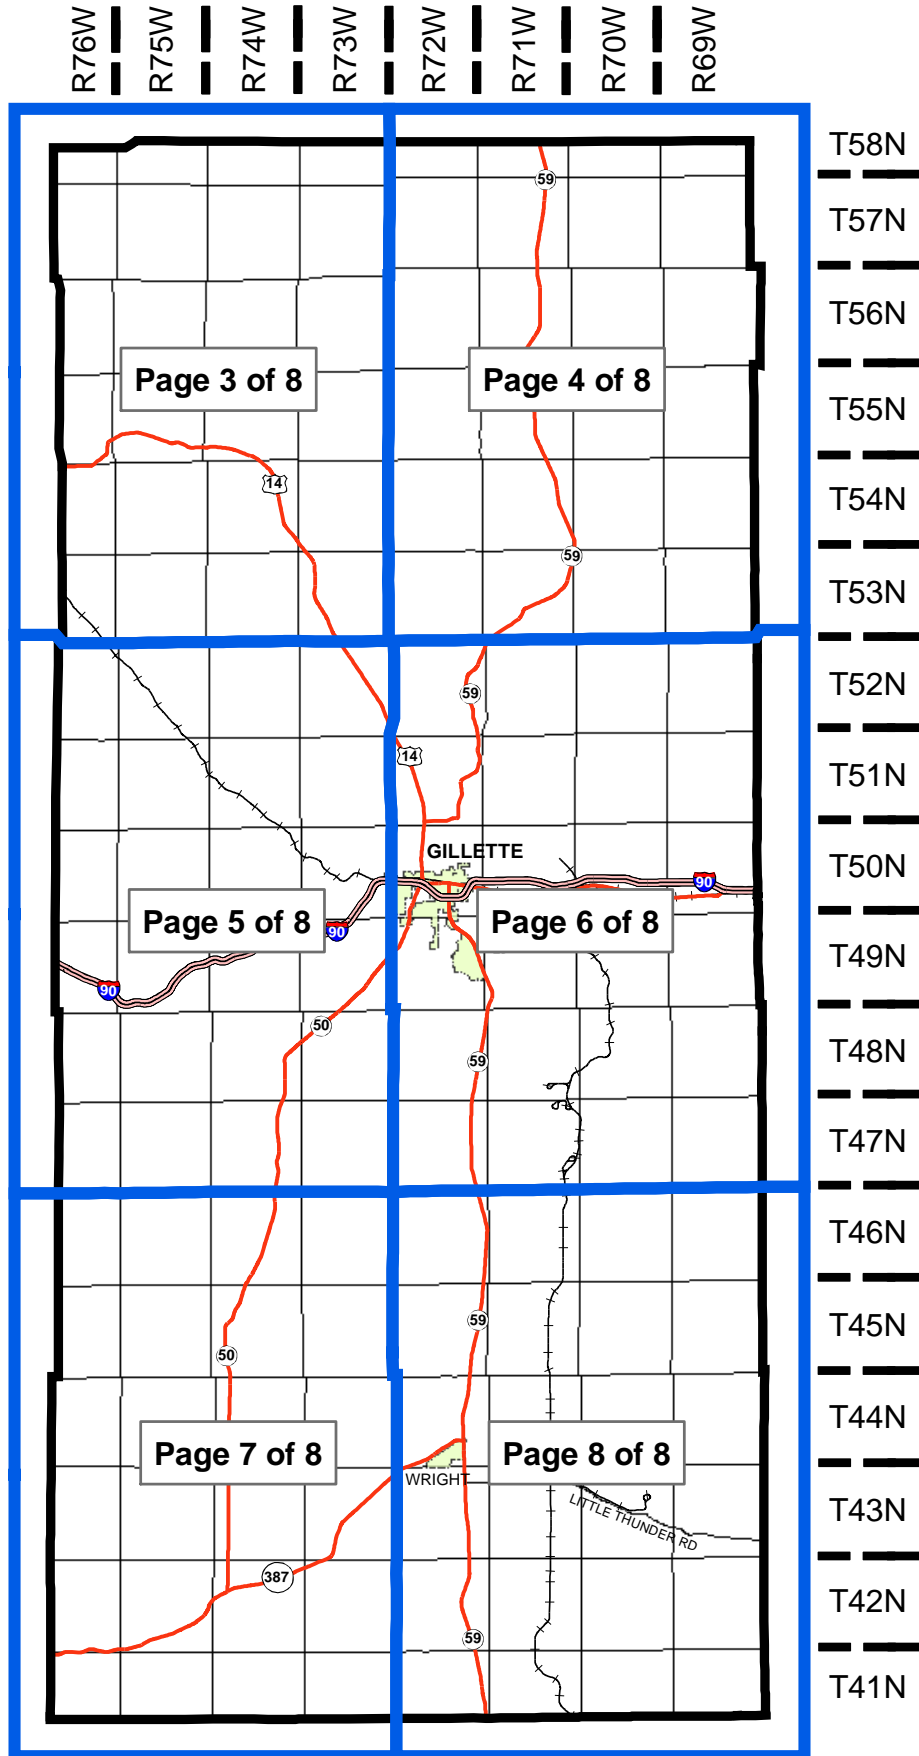 R76W R75W R74W R73W R72W R71W R70W R69W
T58N
59
T57N
T56N
Page 3 of 8
Page 4 of 8
T55N
14
T54N
59
T53N
59
T52N
14
T51N
GILLETTE
T50N
90
Page 5 of 8
90
Page 6 of 8
T49N
90
50
T48N
59
T47N
T46N
59
T45N
50
T44N
Page 7 of 8
Page 8 of 8
WRIGHT
T43N
LITTLE THUNDER RD
387
T42N
59
T41N